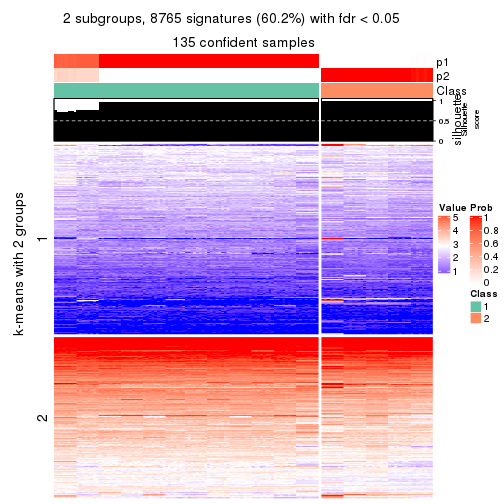 2 subgroups, 8765 signatures (60.2%) with fdr < 0.05
135 confident samples
p1
p2
Class
silhouette
Silhouette
score
1
0.5
0
k-means with 2 groups
1
2
Value
5
4
3
2
1
Prob
1
0.8
0.6
0.4
0.2
0
Class
1
2